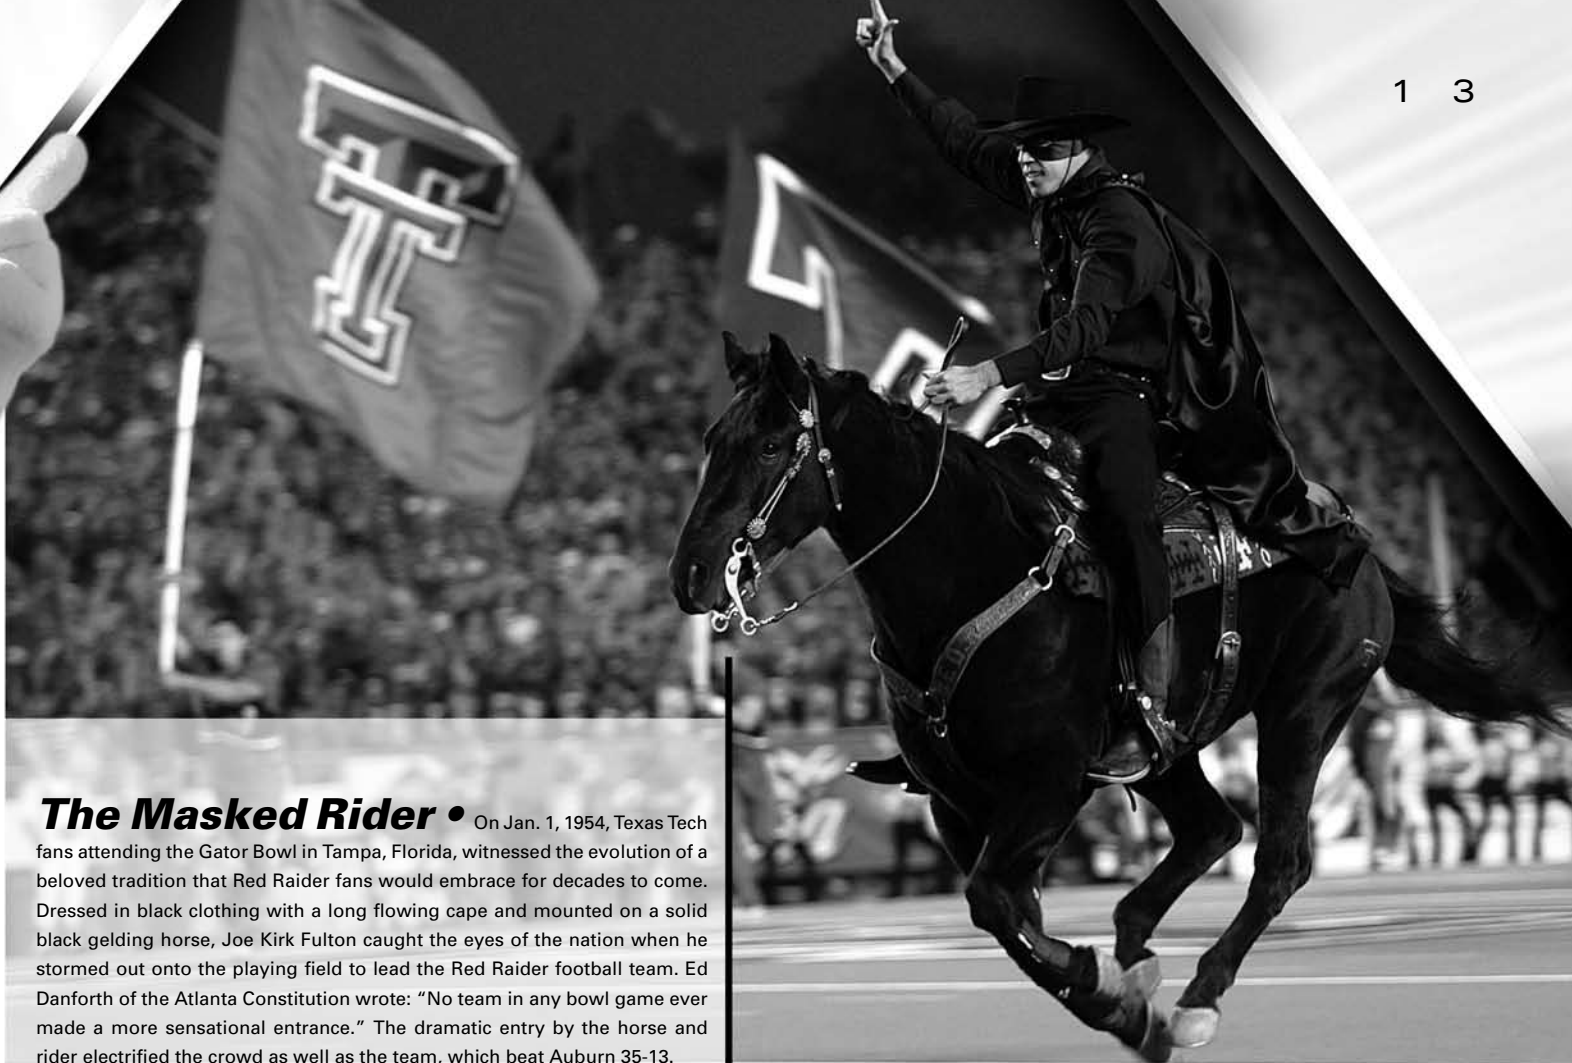 1 3
The Masked Rider • On Jan. 1, 1954, Texas Tech
fans attending the Gator Bowl in Tampa, Florida, witnessed the evolution of a
beloved tradition that Red Raider fans would embrace for decades to come.
Dressed in black clothing with a long flowing cape and mounted on a solid
black gelding horse, Joe Kirk Fulton caught the eyes of the nation when he
stormed out onto the playing field to lead the Red Raider football team. Ed
Danforth of the Atlanta Constitution wrote: “No team in any bowl game ever
made a more sensational entrance.” The dramatic entry by the horse and
rider electrified the crowd as well as the team, which beat Auburn 35-13.